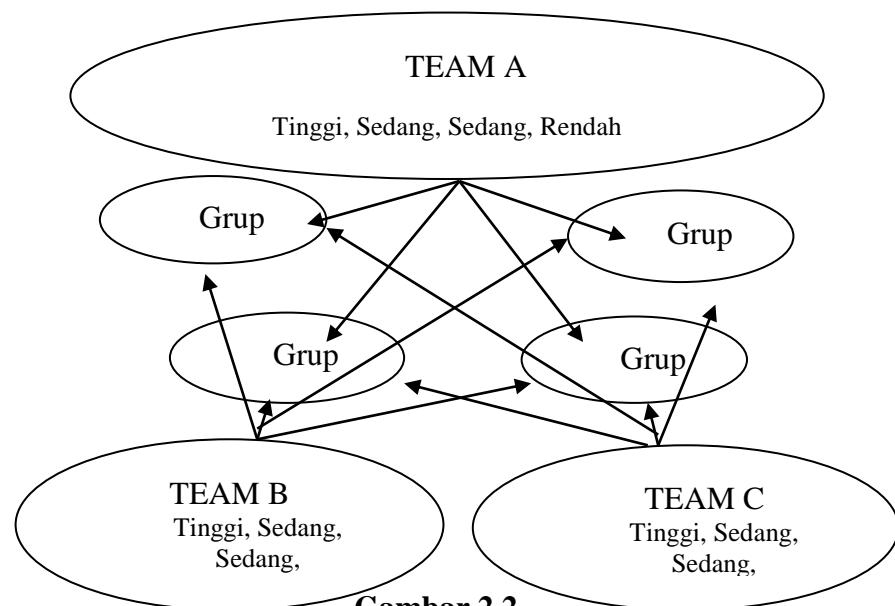 TEAM A
Tinggi, Sedang, Sedang, Rendah
Grup
Grup
Grup
Grup
TEAM B
Tinggi, Sedang,
Sedang,
TEAM C
Tinggi, Sedang,
Sedang,
Gambar 2.2